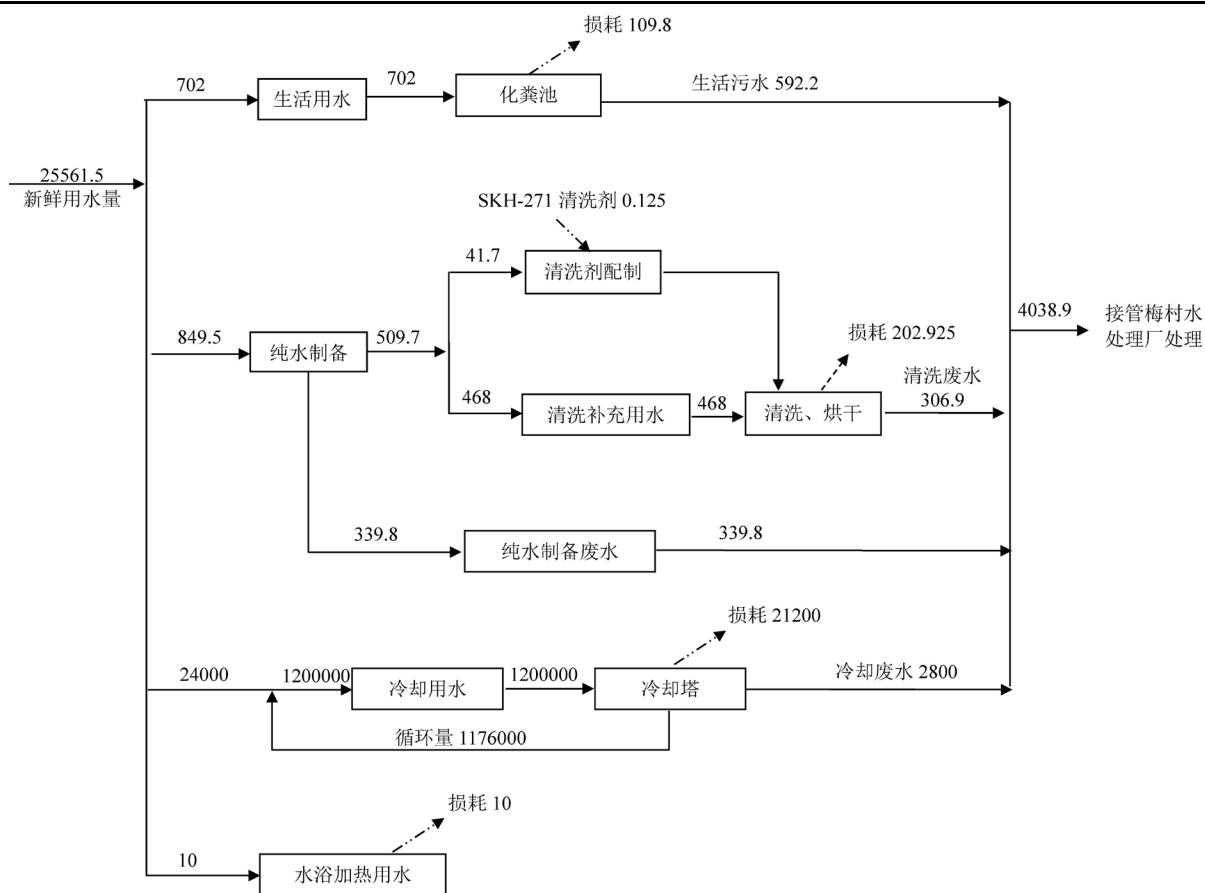 损耗 109.8
702
702
生活污水 592.2
生活用水
化粪池
25561.5
新鲜用水量
SKH-271 清洗剂 0.125
41.7
清洗剂配制
4038.9
接管梅村水
处理厂处理
849.5
509.7
纯水制备
损耗 202.925
清洗废水
306.9
468
清洗补充用水
468
清洗、烘干
339.8
纯水制备废水
339.8
损耗 21200
24000
1200000
冷却用水
1200000
冷却塔
冷却废水 2800
循环量 1176000
损耗 10
10
水浴加热用水